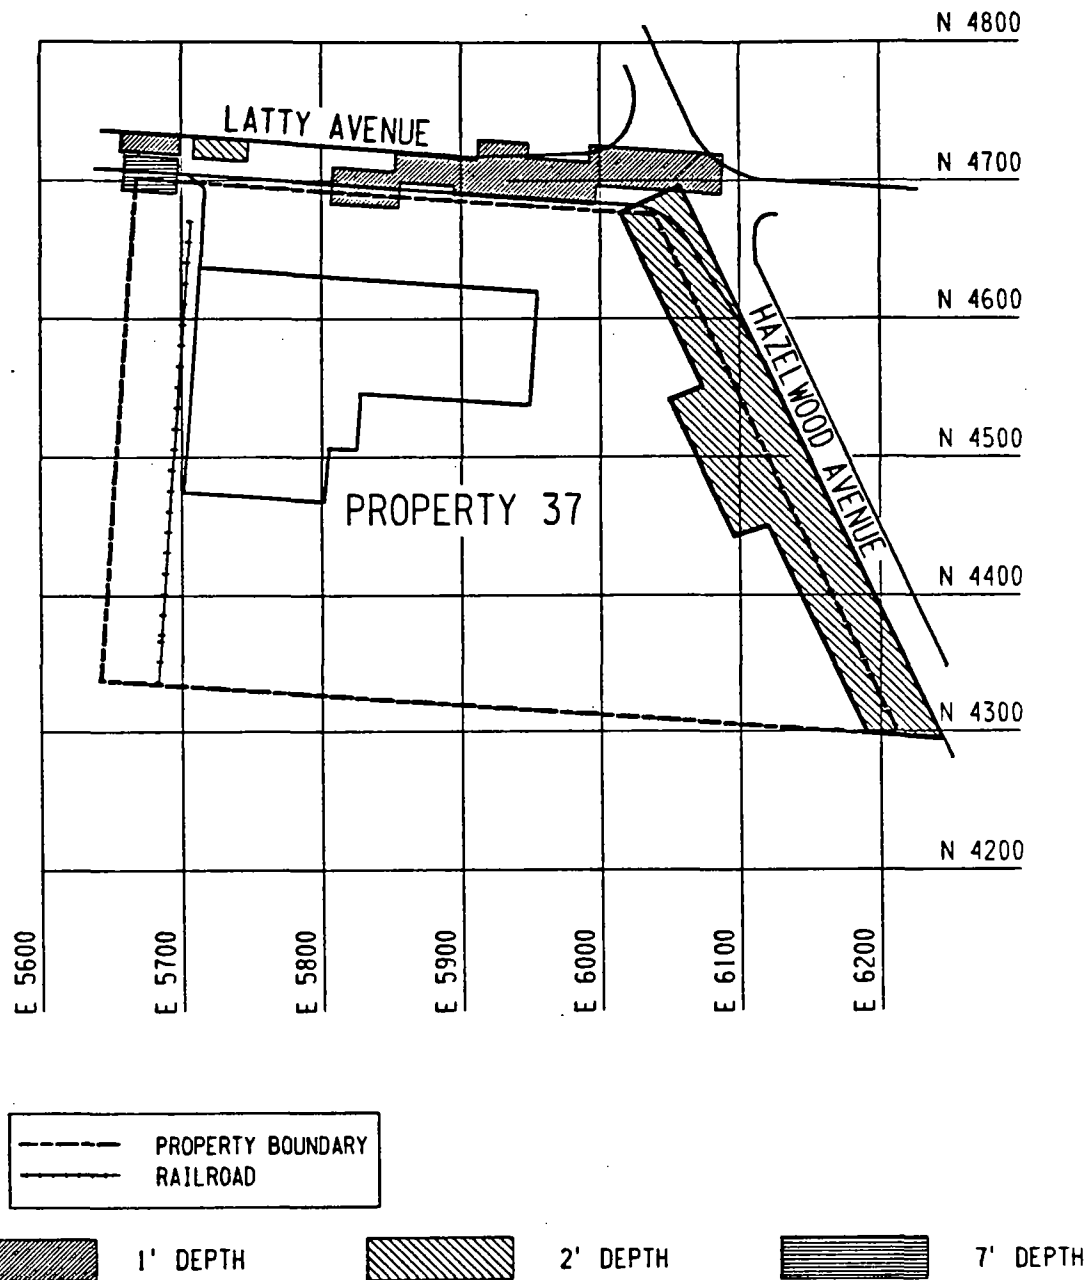 N 4800
LATTY AVENUE
N 4700
N 4600
HAZELWOOD AVENUE
N 4500
PROPERTY 37
N 4400
N 4300
N 4200
E 5600
E 5700
E 5800
E 5900
E 6000
E 6100
E 6200
PROPERTY BOUNDARY
RAILROAD
1' DEPTH
2' DEPTH
7' DEPTH